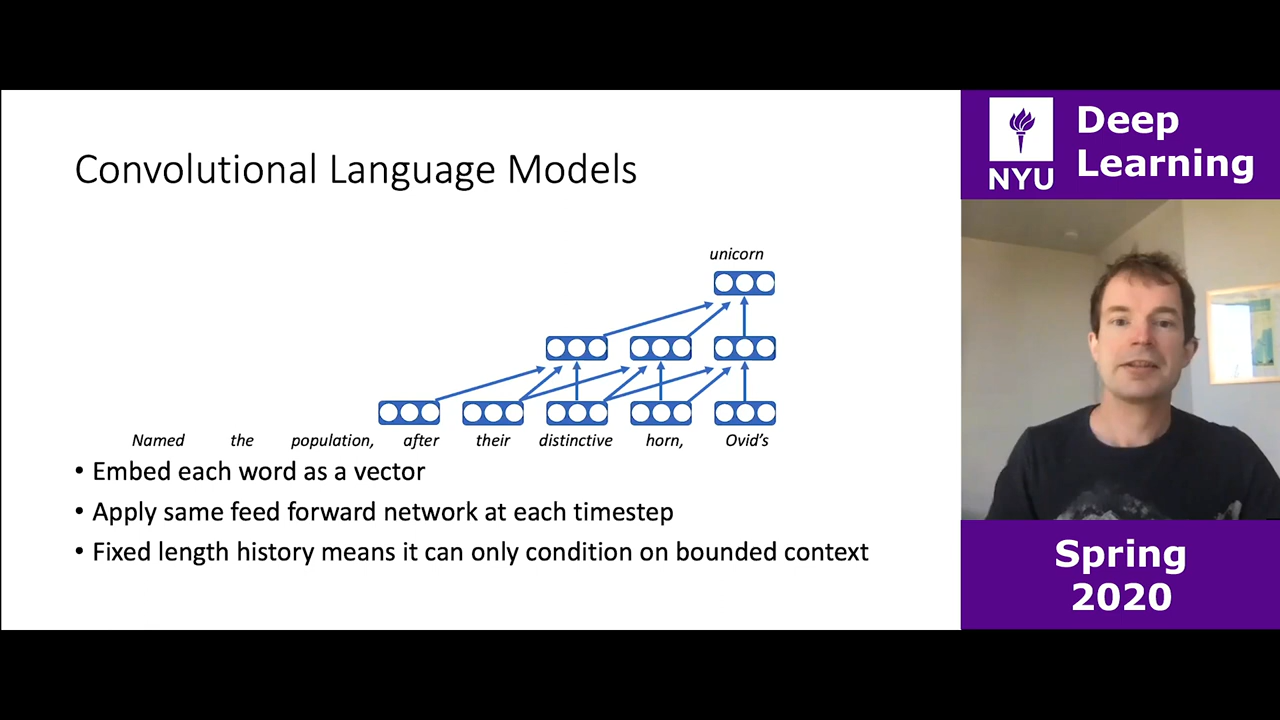 Convolutional Language Models
unicorn
Named the population, after their distinctive horn, Ovid's
• Embed each word as a vector
• Apply same feed forward network at each timestep
• Fixed length history means it can only condition on bounded context
NYU
Deep
Learning
Spring
2020